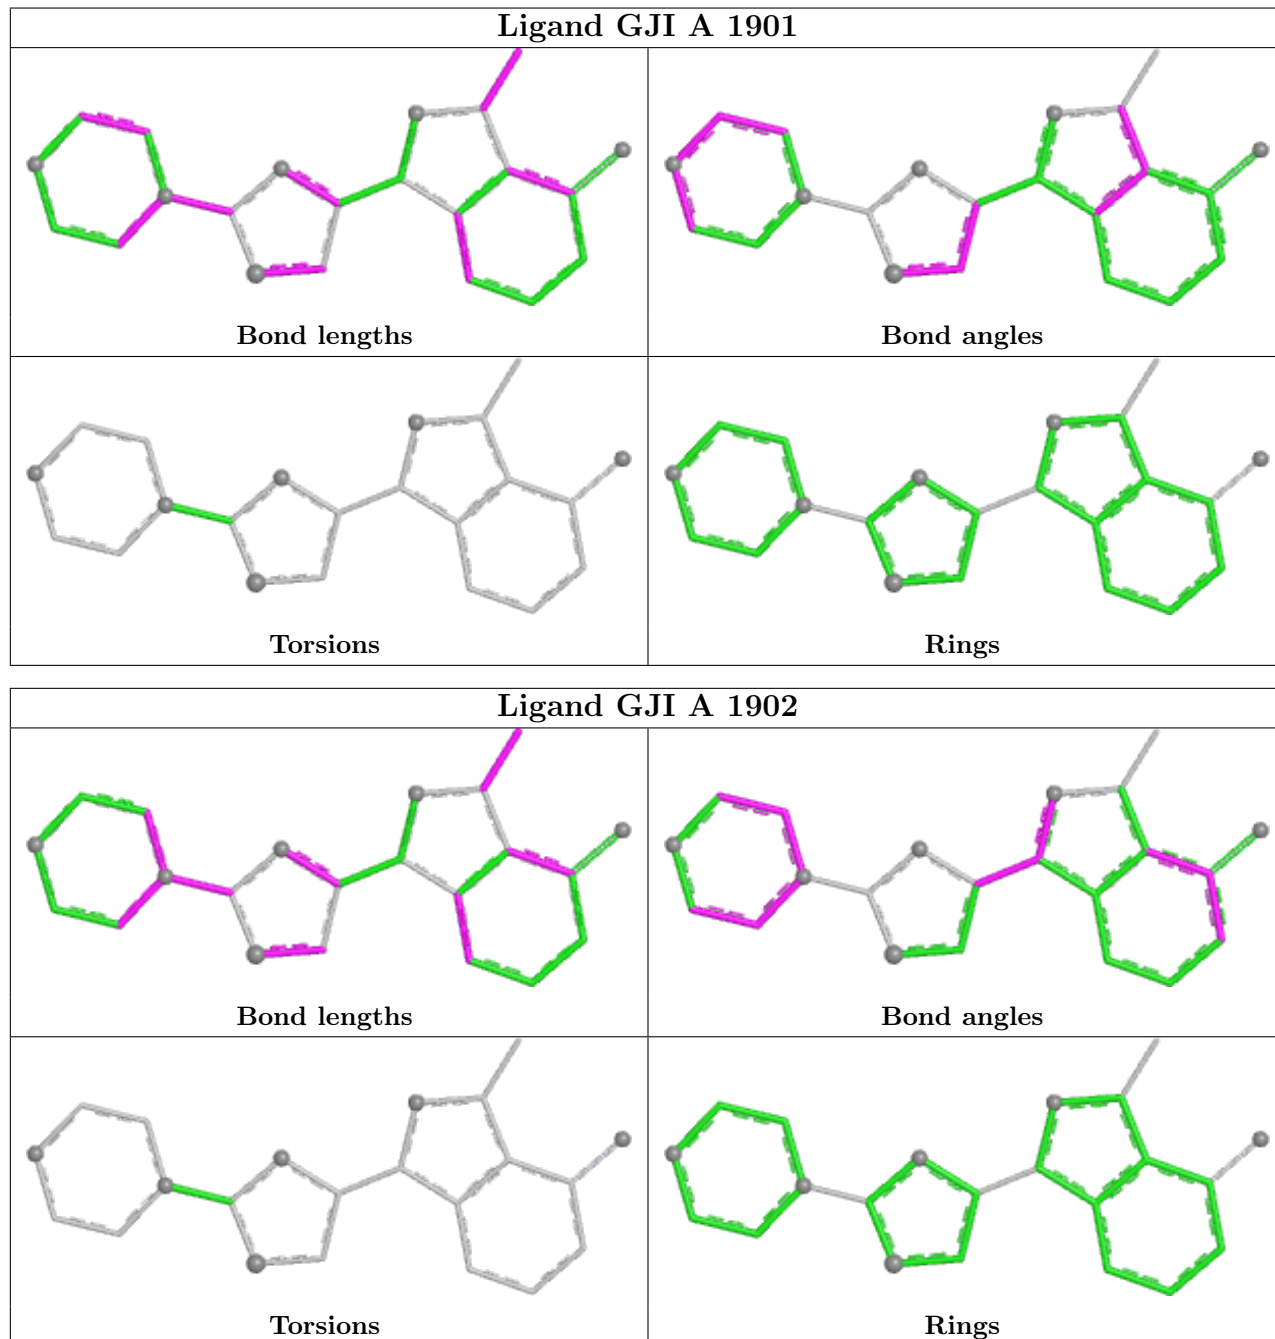 Ligand GJI A 1901
Bond lengths
Bond angles
Torsions
Rings
Ligand GJI A 1902
Bond lengths
Bond angles
Torsions
Rings